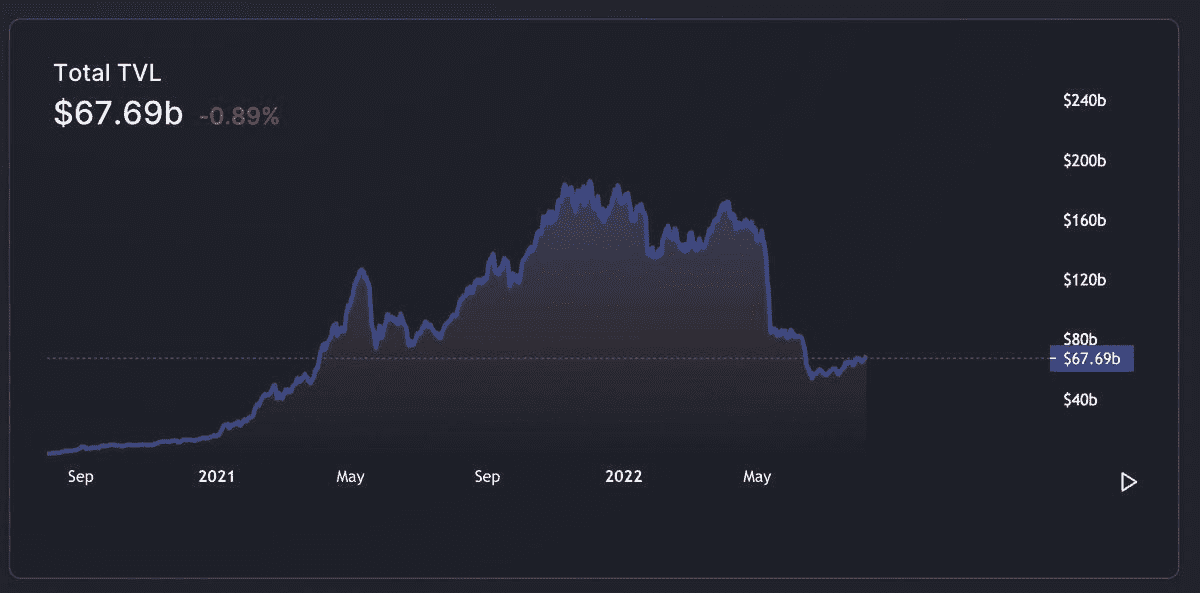 Total TVL
$67.69b -0.89%
$240b
$200b
$160b
$120b
$80b
$67.69b
$40b
Sep 2021 May Sep 2022 May